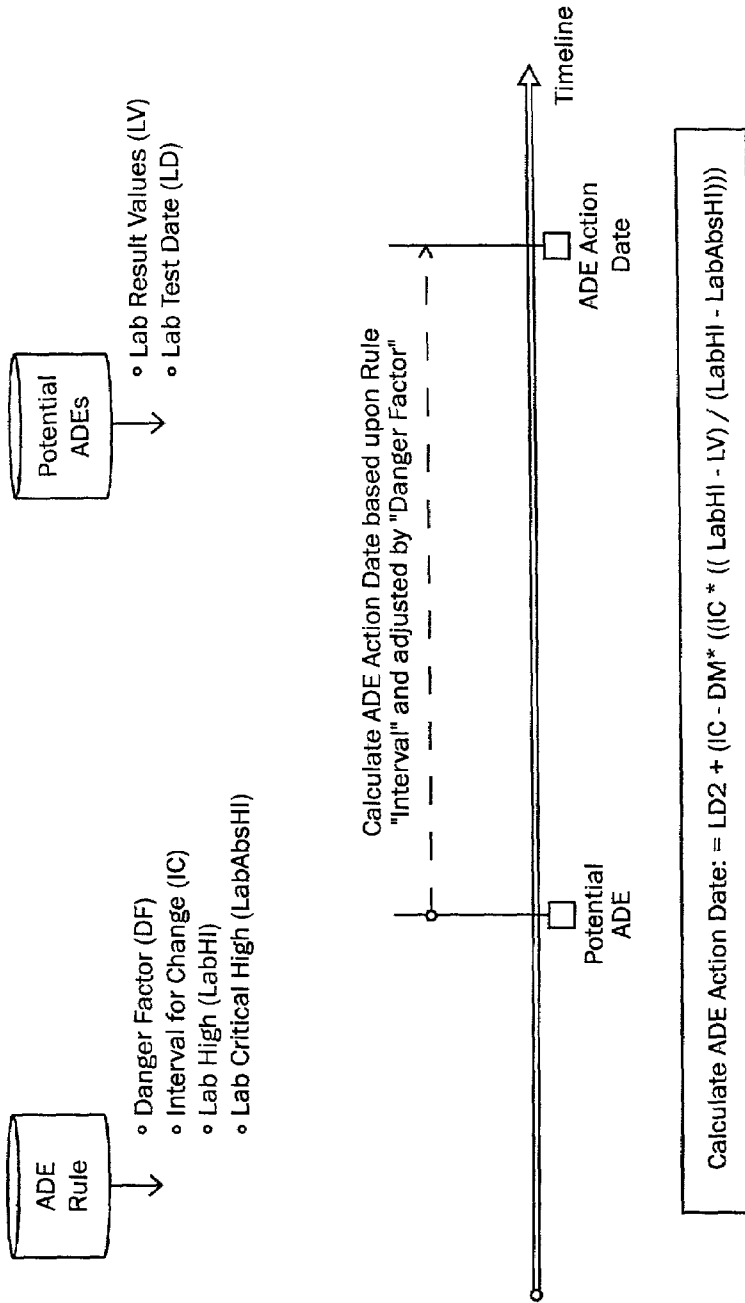 ADE
Rule
◦ Danger Factor (DF)
◦ Interval for Change (IC)
◦ Lab High (LabHI)
◦ Lab Critical High (LabAbsHI)
Potential
ADEs
◦ Lab Result Values (LV)
◦ Lab Test Date (LD)
Calculate ADE Action Date based upon Rule
"Interval" and adjusted by "Danger Factor"
Potential
ADE
ADE Action
Date
Timeline
Calculate ADE Action Date: = LD2 + (IC - DM* ((IC * (( LabHI - LV) / (LabHI - LabAbsHI)))